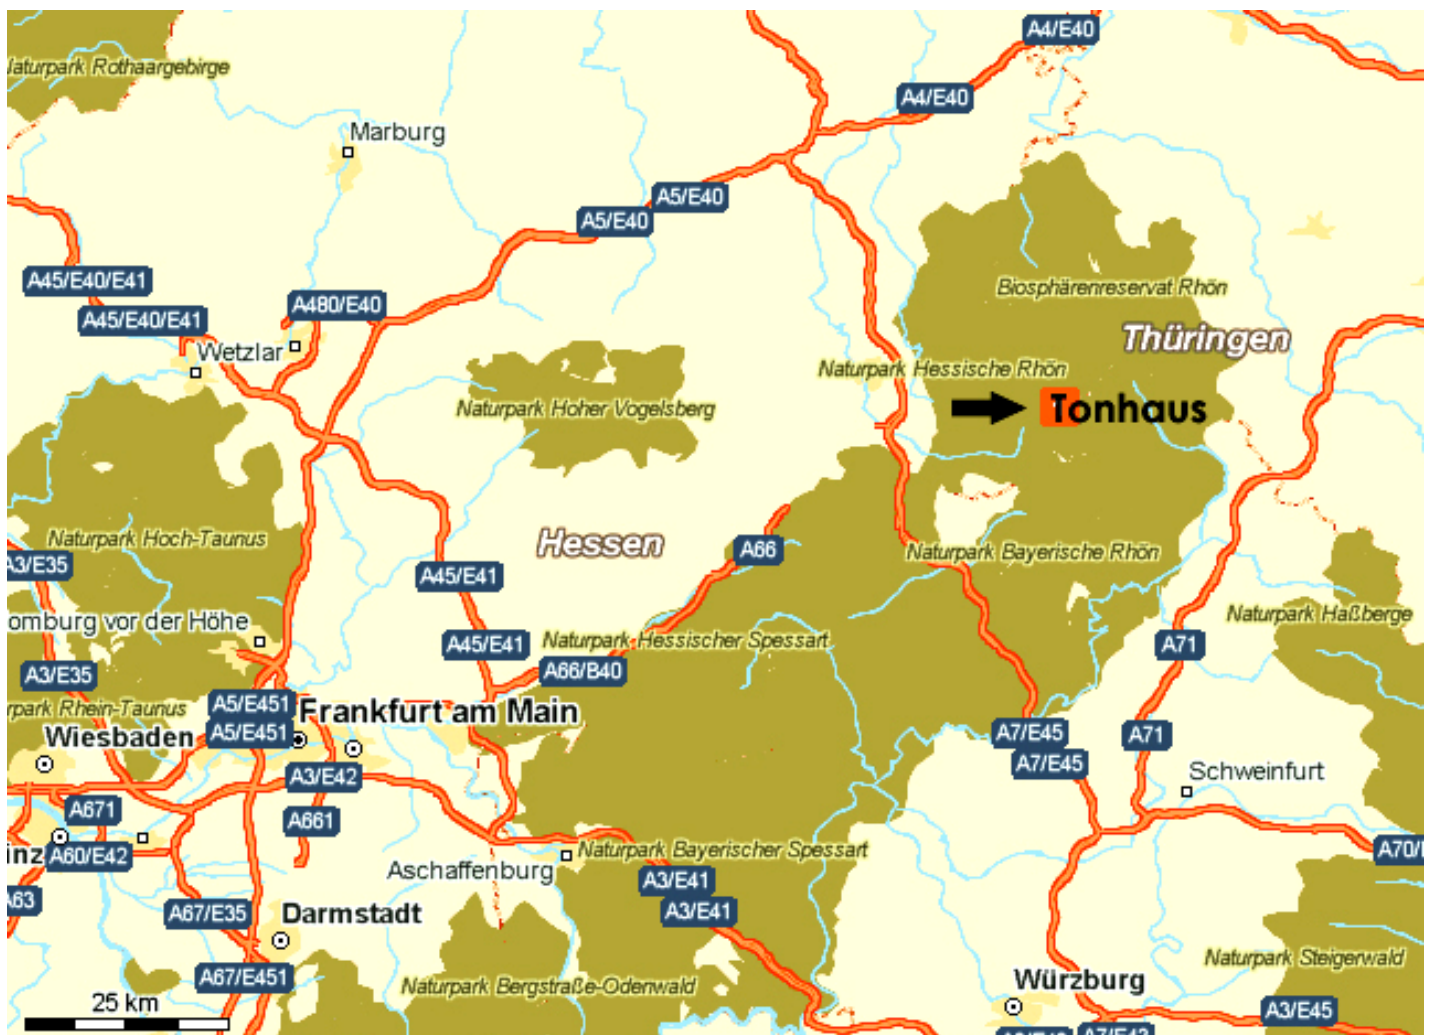 A4/E40
Naturpark Rothaargebirge
A4/E40
Marburg
A5/E40
A5/E40
A45/E40/E41
Biosphärenreservat Rhön
A480/E40
A45/E40/E41
Thüringen
Wetzlar
Naturpark Hessische Rhön
Naturpark Hoher Vogelsberg
Tonhaus
Naturpark Hoch-Taunus
Hessen
A66
Naturpark Bayerische Rhön
A3/E35
A45/E41
Naturpark Haßberge
omburg vor der Höhe
A45/E41
Naturpark Hessischer Spessart
A71
A3/E35
A66/B40
A5/E451
rpark Rhein-Taunus
Frankfurt am Main
A5/E451
A7/E45
A71
Wiesbaden
A7/E45
A3/E42
Schweinfurt
A671
A661
inz
A60/E42
Naturpark Bayerischer Spessart
A70/
Aschaffenburg
A3/E41
A63
A67/E35
Darmstadt
A3/E41
Naturpark Steigerwald
A67/E451
Naturpark Bergstraße-Odenwald
Würzburg
25 km
A3/E45